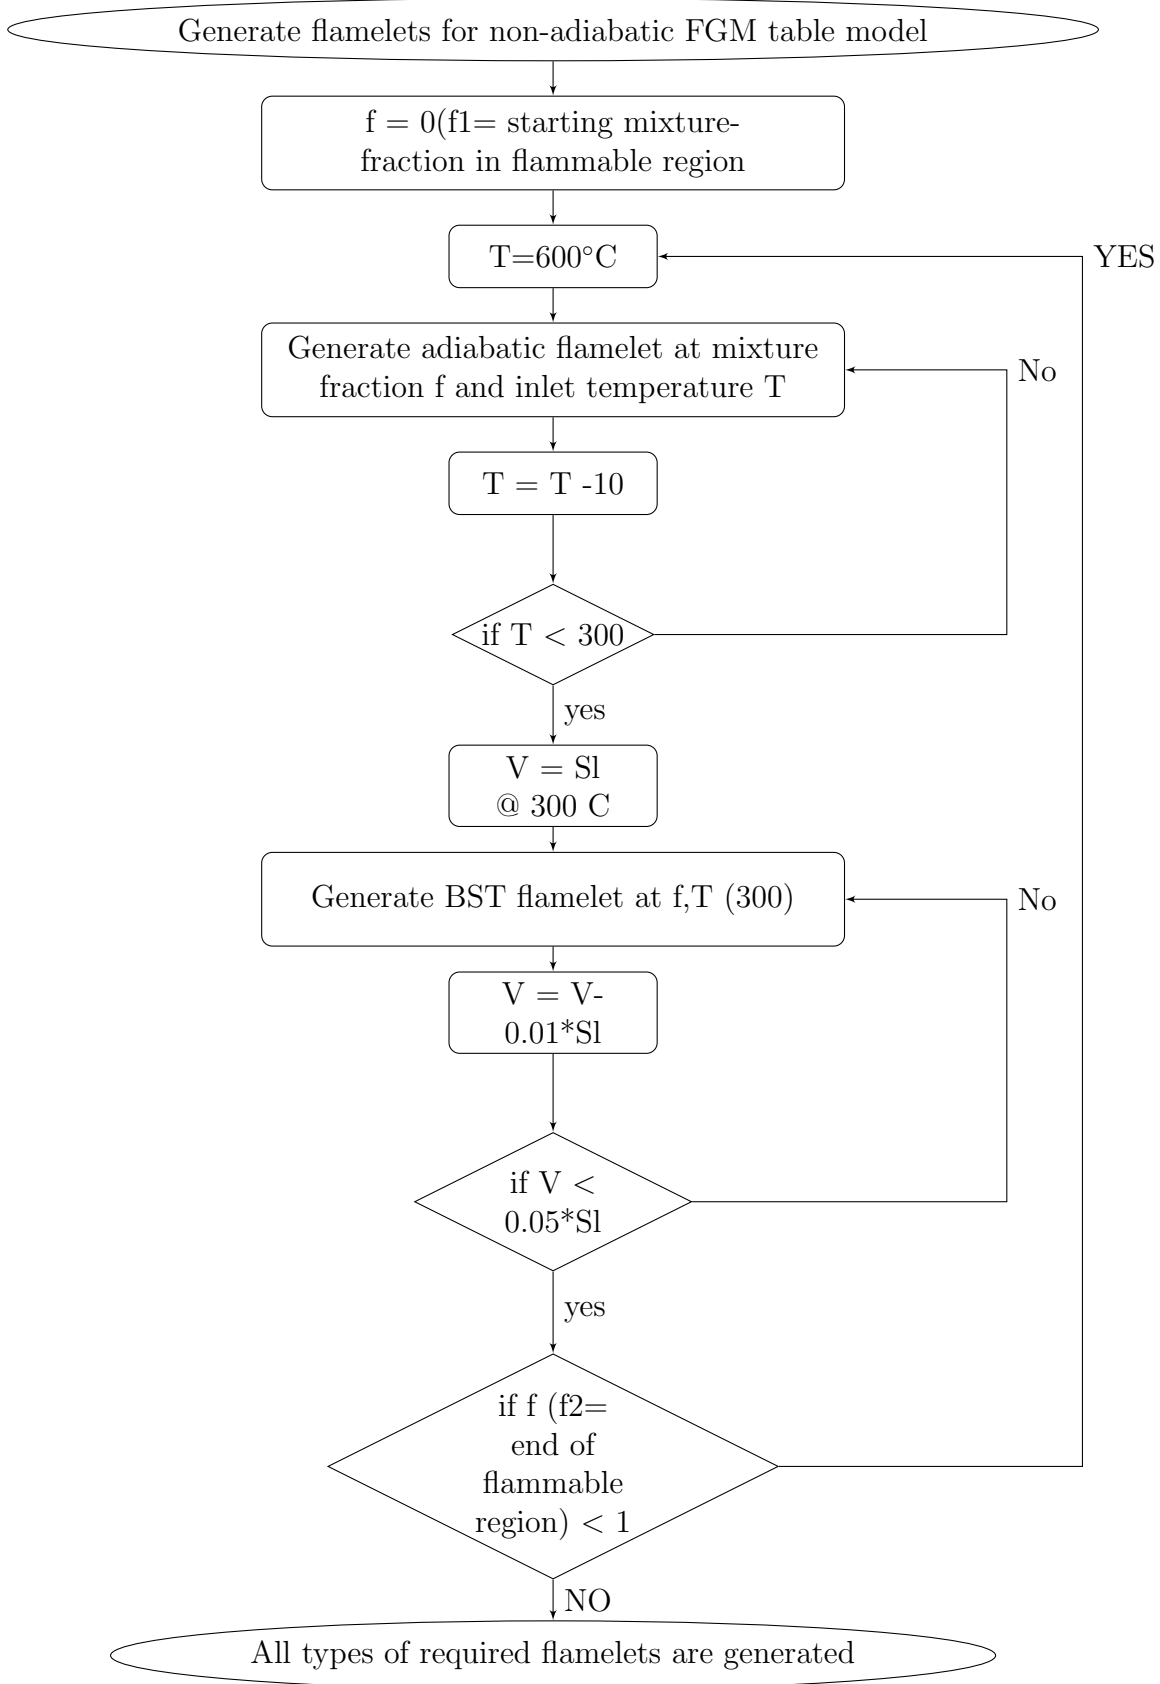 Generate flamelets for non-adiabatic FGM table model
f = 0(f1= starting mixture-
fraction in flammable region
T=600°C
YES
Generate adiabatic flamelet at mixture
fraction f and inlet temperature T
No
T = T -10
if T < 300
yes
V = Sl
@ 300 C
Generate BST flamelet at f,T (300)
No
V = V-
0.01*Sl
if V <
0.05*Sl
yes
if f (f2=
end of
flammable
region) < 1
NO
All types of required flamelets are generated